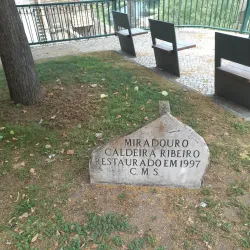 MIRADOURO
CALDEIRA RIBEIRO
RESTAURADO EM 1997
C M S